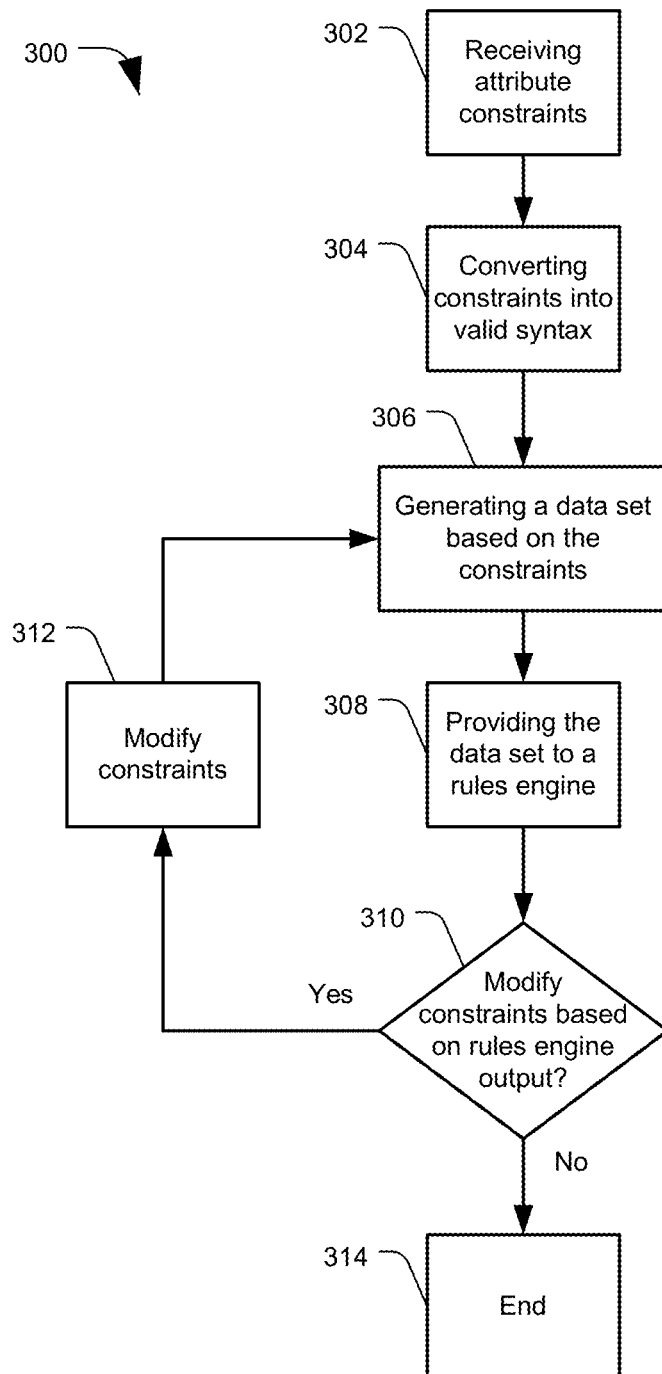 300
302
Receiving
attribute
constraints
304
Converting
constraints into
valid syntax
306
Generating a data set
based on the
constraints
312
Modify
constraints
308
Providing the
data set to a
rules engine
310
Modify
constraints based
on rules engine
output?
Yes
No
314
End